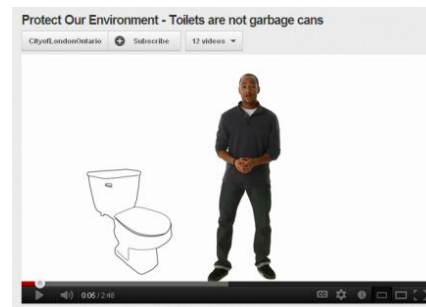 Protect Our Environment - Toilets are not garbage cans
CityofLondonOntario Subscribe 12 videos
0:05 / 2:48